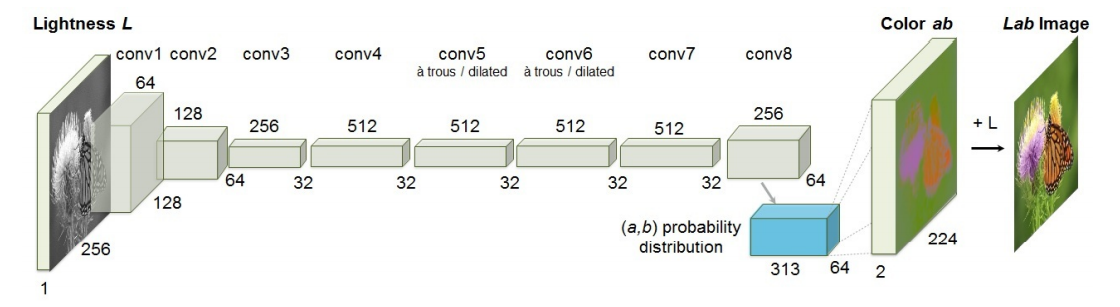 Lightness L
Color ab
Lab Image
conv1
conv2
conv3
conv4
conv5
à trous / dilated
conv6
à trous / dilated
conv7
conv8
64
128
256
512
512
512
512
256
+ L
64
32
32
32
32
32
64
128
256
1
(a,b) probability
distribution
313
64
2
224